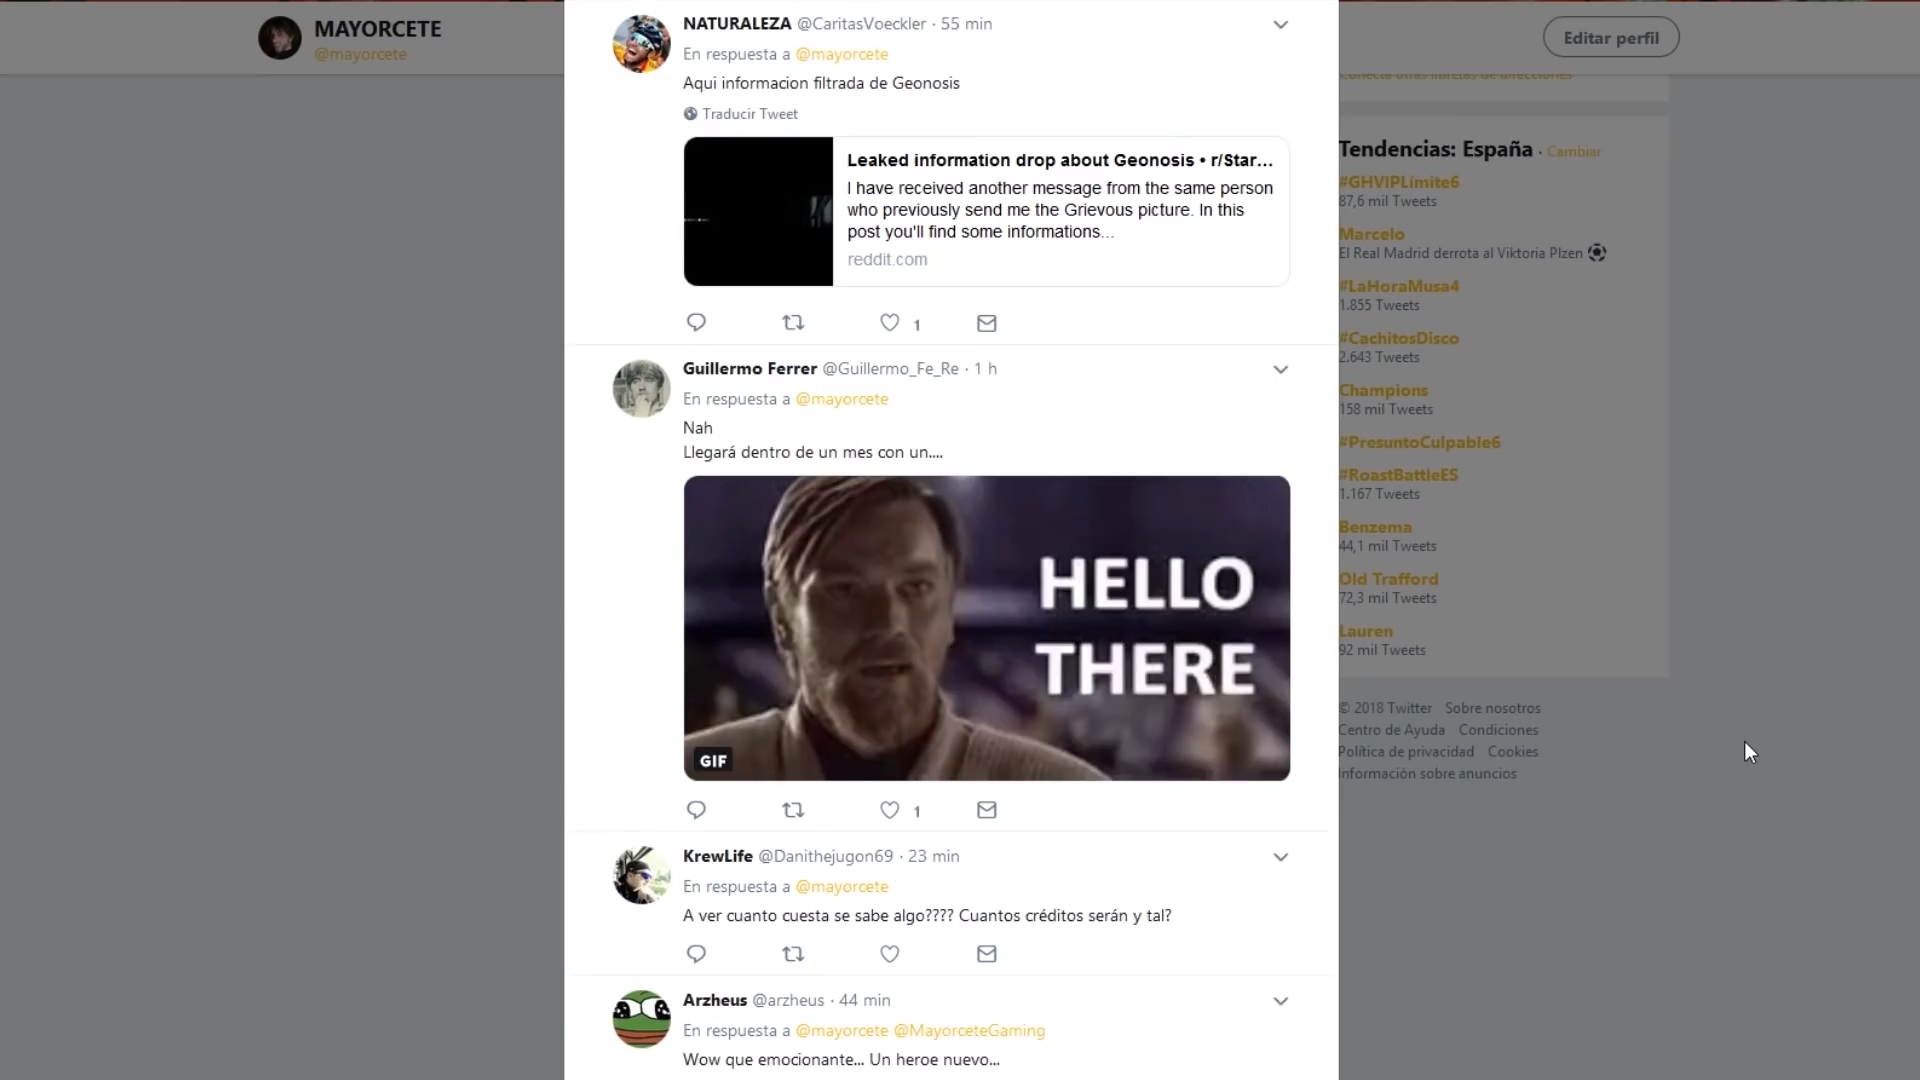 MAYORCETE
@mayorcete
Editar perfil
NATURALEZA @CaritasVoeckler · 55 min
En respuesta a @mayorcete
Aqui informacion filtrada de Geonosis
Traducir Tweet
Leaked information drop about Geonosis • r/Star...
I have received another message from the same person
who previously send me the Grievous picture. In this
post you'll find some informations...
reddit.com
1
Guillermo Ferrer @Guillermo_Fe_Re · 1 h
En respuesta a @mayorcete
Nah
Llegará dentro de un mes con un....
HELLO
THERE
GIF
1
KrewLife @Danithejugon69 · 23 min
En respuesta a @mayorcete
A ver cuanto cuesta se sabe algo???? Cuantos créditos serán y tal?
Arzheus @arzheus · 44 min
En respuesta a @mayorcete @MayorceteGaming
Wow que emocionante... Un heroe nuevo...
Conecta otras libretas de direcciones
Tendencias: España · Cambiar
#GHVIPLímite6
87,6 mil Tweets
Marcelo
El Real Madrid derrota al Viktoria Plzen
#LaHoraMusa4
1.855 Tweets
#CachitosDisco
2.643 Tweets
Champions
158 mil Tweets
#PresuntoCulpable6
#RoastBattleES
1.167 Tweets
Benzema
44,1 mil Tweets
Old Trafford
72,3 mil Tweets
Lauren
92 mil Tweets
© 2018 Twitter Sobre nosotros
Centro de Ayuda Condiciones
Política de privacidad Cookies
Información sobre anuncios